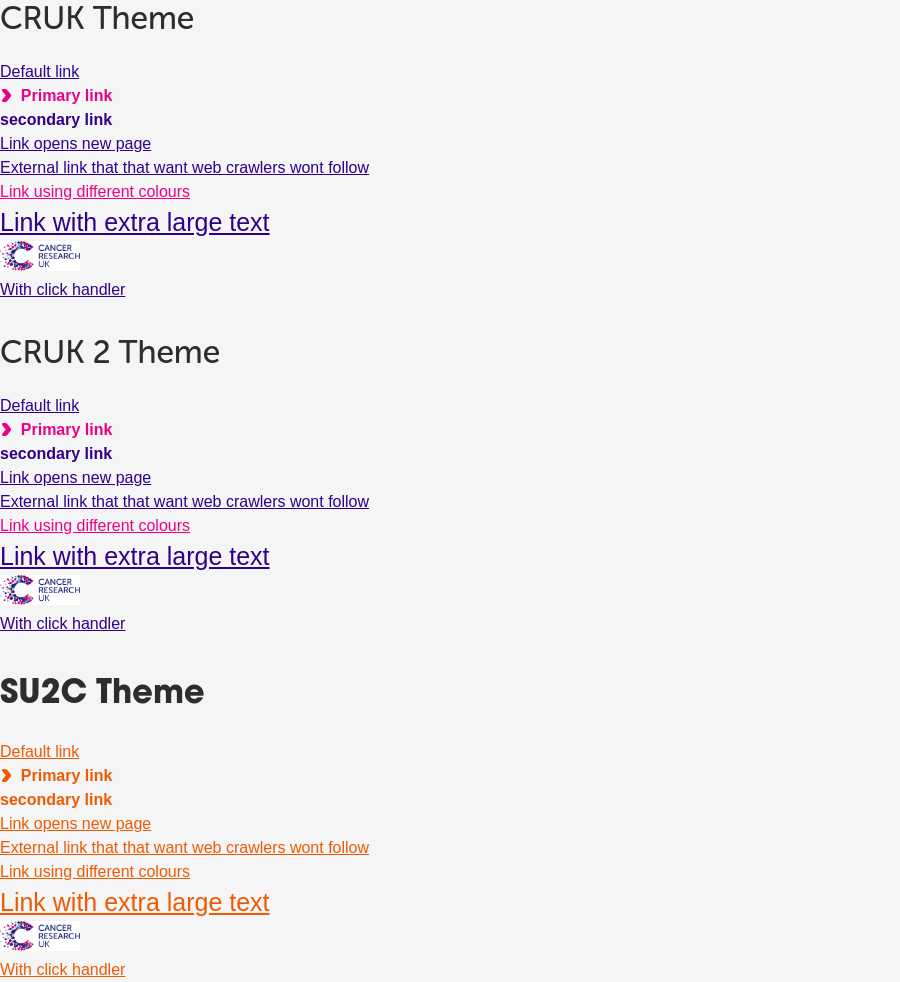 CRUK Theme
Default link
Primary link
secondary link
Link opens new page
External link that that want web crawlers wont follow
Link using different colours
Link with extra large text
CANCER
RESEARCH
UK
With click handler
CRUK 2 Theme
Default link
Primary link
secondary link
Link opens new page
External link that that want web crawlers wont follow
Link using different colours
Link with extra large text
CANCER
RESEARCH
UK
With click handler
SU2C Theme
Default link
Primary link
secondary link
Link opens new page
External link that that want web crawlers wont follow
Link using different colours
Link with extra large text
CANCER
RESEARCH
UK
With click handler